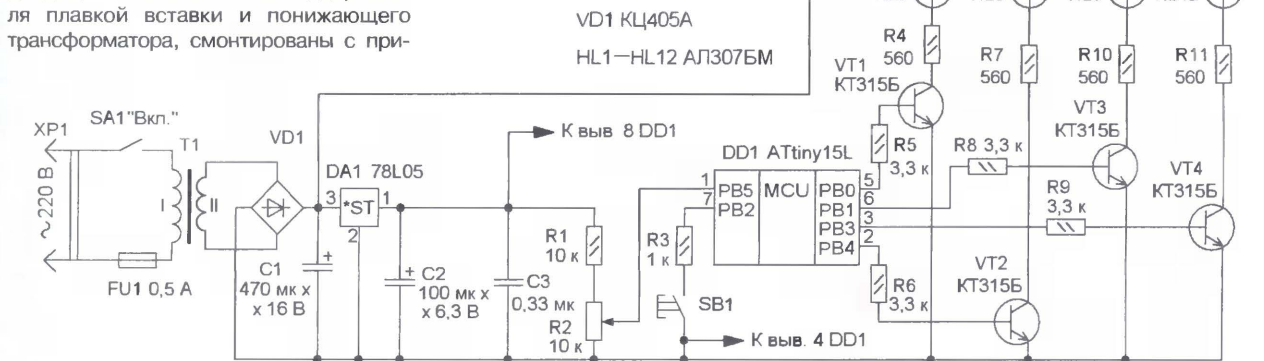 ля плавкой вставки и понижающего
трансформатора, смонтированы с при-
VD1 КЦ405А
HL1—HL12 АЛ307БМ
R4
560
R7
560
R10
560
R11
560
VT1
КТ315Б
XP1
SA1"Вкл."
T1
VD1
~220 В
I
II
FU1 0,5 А
DA1 78L05
3
*ST
1
2
К выв 8 DD1
C1
470 мк х
х 16 В
+
+
C2
100 мк х
х 6,3 В
C3
0,33 мк
R1
10 к
R2
10 к
R3
1 к
SB1
К выв. 4 DD1
DD1 ATtiny15L
1
7
PB5
PB2
MCU
PB0
PB1
PB3
PB4
5
6
3
2
R5
3,3 к
R6
3,3 к
R8 3,3 к
R9
3,3 к
VT3
КТ315Б
VT4
КТ315Б
VT2
КТ315Б